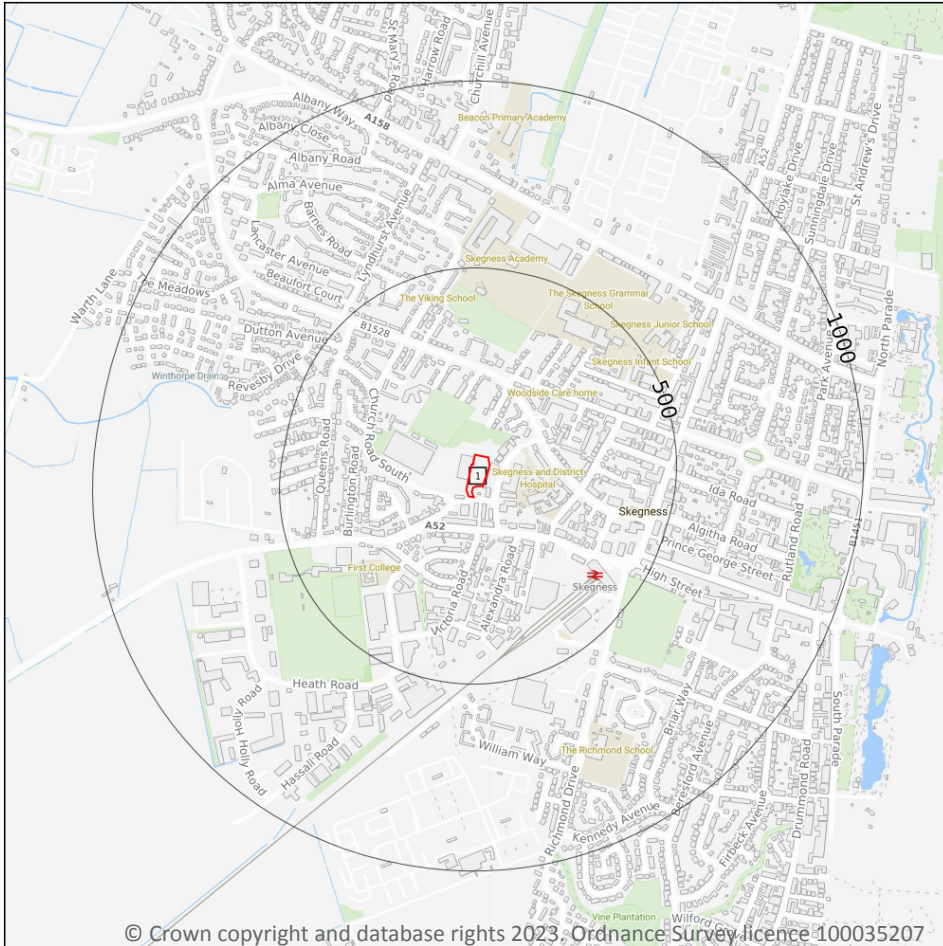 St Mary's Road
Harrow Road
Churchill Avenue
Albany Way
A158
Beacon Primary Academy
Albany Close
Albany Road
Alma Avenue
Barnes Road
Lyndhurst Avenue
Lancaster Avenue
Beaufort Court
A52
Hoylake Drive
Sunningdale Drive
St Andrew's Drive
Skegness Academy
Warth Lane
The Meadows
The Viking School
The Skegness Grammar
School
Skegness Junior School
North Parade
1000
Dutton Avenue
B1528
Revesby Drive
Winthorpe Drain
Skegness Infant School
Park Avenue
500
Woodside Care home
Church Road South
Queens Road
Burlington Road
1
Skegness and District
Hospital
Skegness
Ida Road
Algitha Road
Prince George Street
Rutland Road
B1451
A52
First College
Victoria Road
Alexandra Road
Skegness
High Street
Heath Road
Holly Road
Holly Road
Hassall Road
William Way
The Richmond School
Briar Way
Richmond Drive
Beresford Avenue
Kennedy Avenue
Firbeck Avenue
Drummond Road
South Parade
Vine Plantation
Wilford
© Crown copyright and database rights 2023. Ordnance Survey licence 100035207